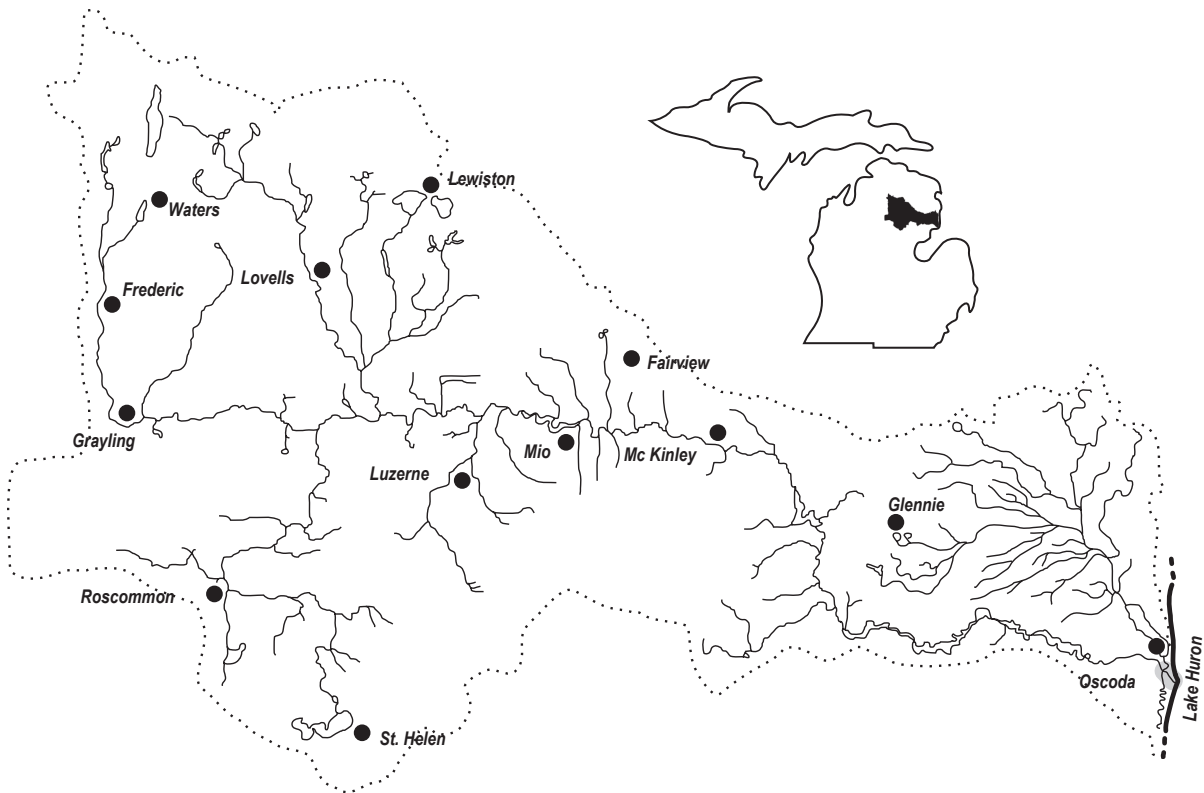 Lewiston
Waters
Lovells
Frederic
Fairview
Grayling
Mio
Mc Kinley
Luzerne
Glennie
Roscommon
Oscoda
Lake Huron
St. Helen